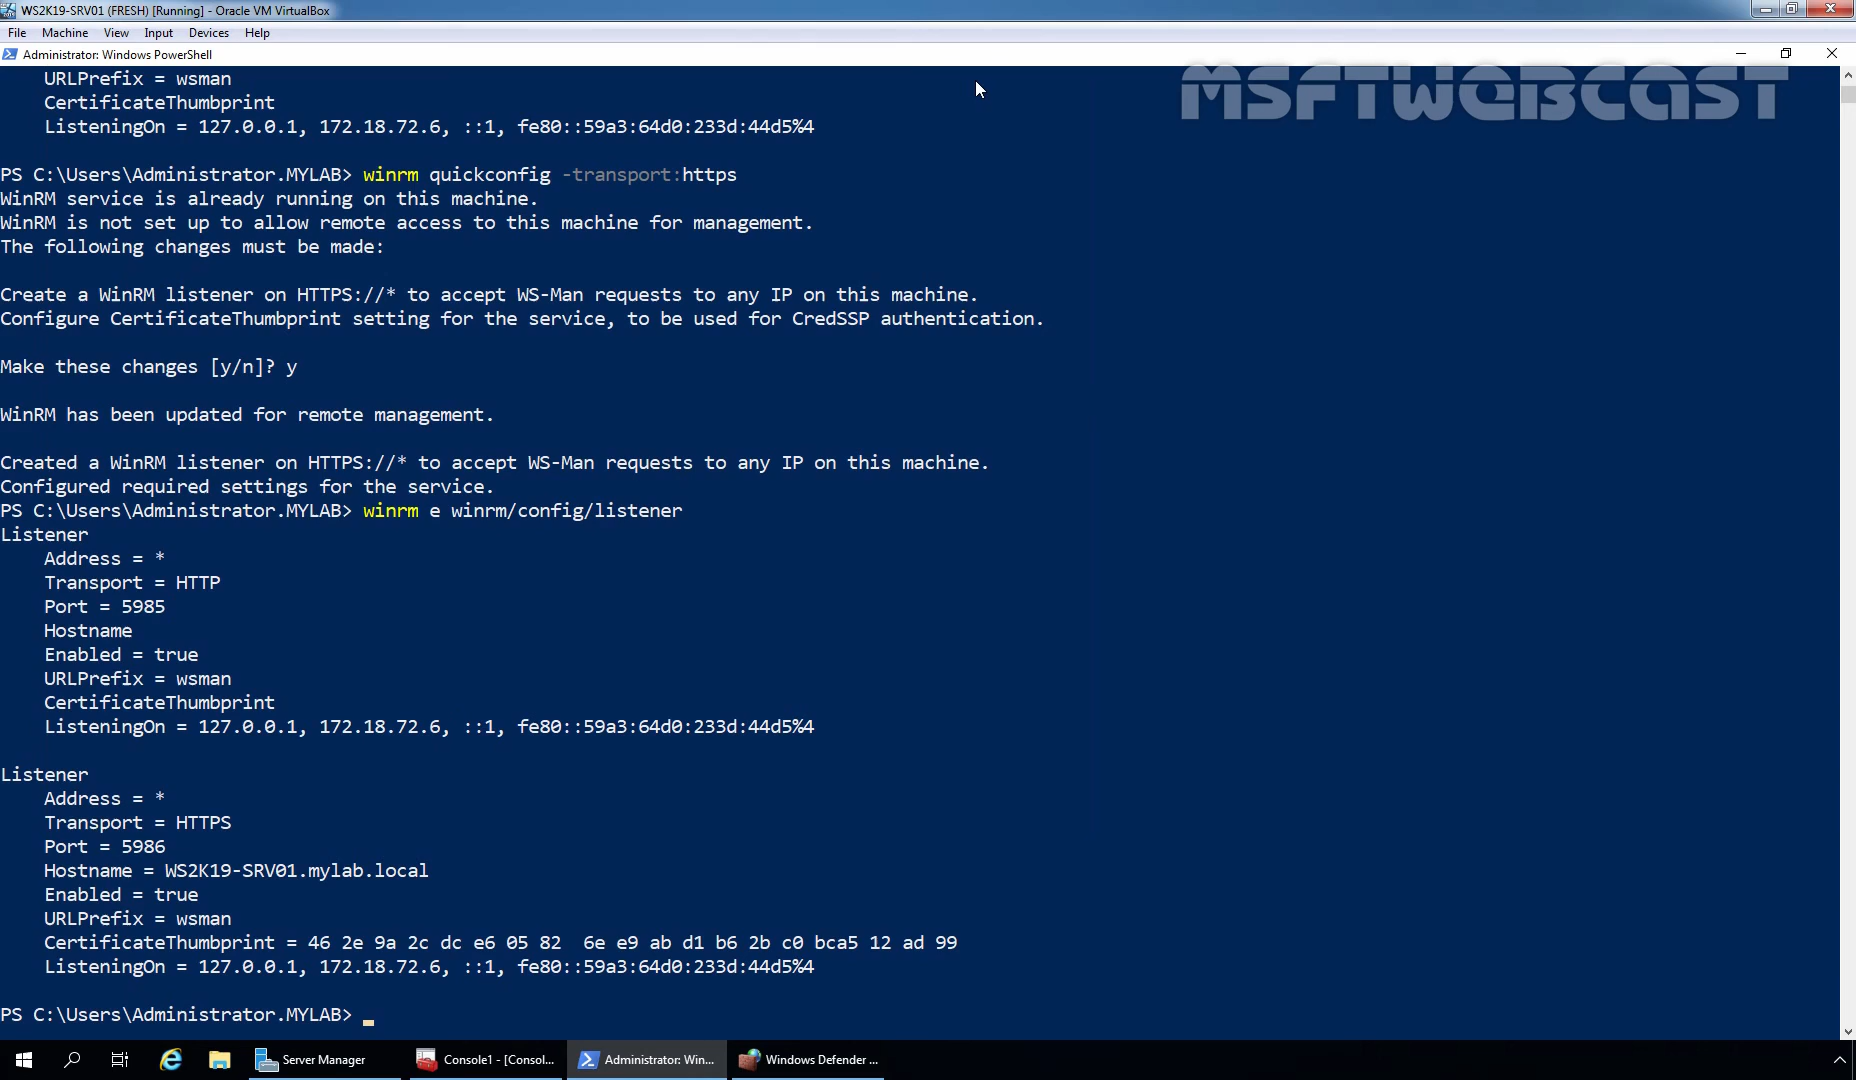 WS2K19-SRV01 (FRESH) [Running] - Oracle VM VirtualBox
File Machine View Input Devices Help
Administrator: Windows PowerShell
MSFTWEBCAST
    URLPrefix = wsman
    CertificateThumbprint
    ListeningOn = 127.0.0.1, 172.18.72.6, ::1, fe80::59a3:64d0:233d:44d5%4
PS C:\Users\Administrator.MYLAB> winrm quickconfig -transport:https
WinRM service is already running on this machine.
WinRM is not set up to allow remote access to this machine for management.
The following changes must be made:
Create a WinRM listener on HTTPS://* to accept WS-Man requests to any IP on this machine.
Configure CertificateThumbprint setting for the service, to be used for CredSSP authentication.
Make these changes [y/n]? y
WinRM has been updated for remote management.
Created a WinRM listener on HTTPS://* to accept WS-Man requests to any IP on this machine.
Configured required settings for the service.
PS C:\Users\Administrator.MYLAB> winrm e winrm/config/listener
Listener
    Address = *
    Transport = HTTP
    Port = 5985
    Hostname
    Enabled = true
    URLPrefix = wsman
    CertificateThumbprint
    ListeningOn = 127.0.0.1, 172.18.72.6, ::1, fe80::59a3:64d0:233d:44d5%4
Listener
    Address = *
    Transport = HTTPS
    Port = 5986
    Hostname = WS2K19-SRV01.mylab.local
    Enabled = true
    URLPrefix = wsman
    CertificateThumbprint = 46 2e 9a 2c dc e6 05 82  6e e9 ab d1 b6 2b c0 bca5 12 ad 99
    ListeningOn = 127.0.0.1, 172.18.72.6, ::1, fe80::59a3:64d0:233d:44d5%4
PS C:\Users\Administrator.MYLAB> _
Server Manager Console1 - [Consol... Administrator: Win... Windows Defender ...